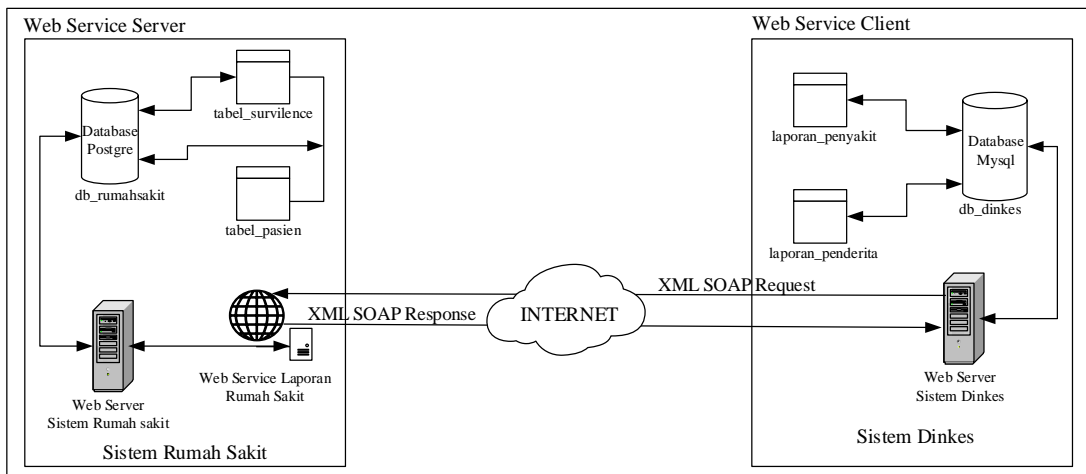 Web Service Server
Database
Postgre
db_rumahsakit
tabel_survilence
tabel_pasien
Web Server
Sistem Rumah sakit
Web Service Laporan
Rumah Sakit
Sistem Rumah Sakit
XML SOAP Response
INTERNET
XML SOAP Request
Web Service Client
laporan_penyakit
laporan_penderita
Database
Mysql
db_dinkes
Web Server
Sistem Dinkes
Sistem Dinkes